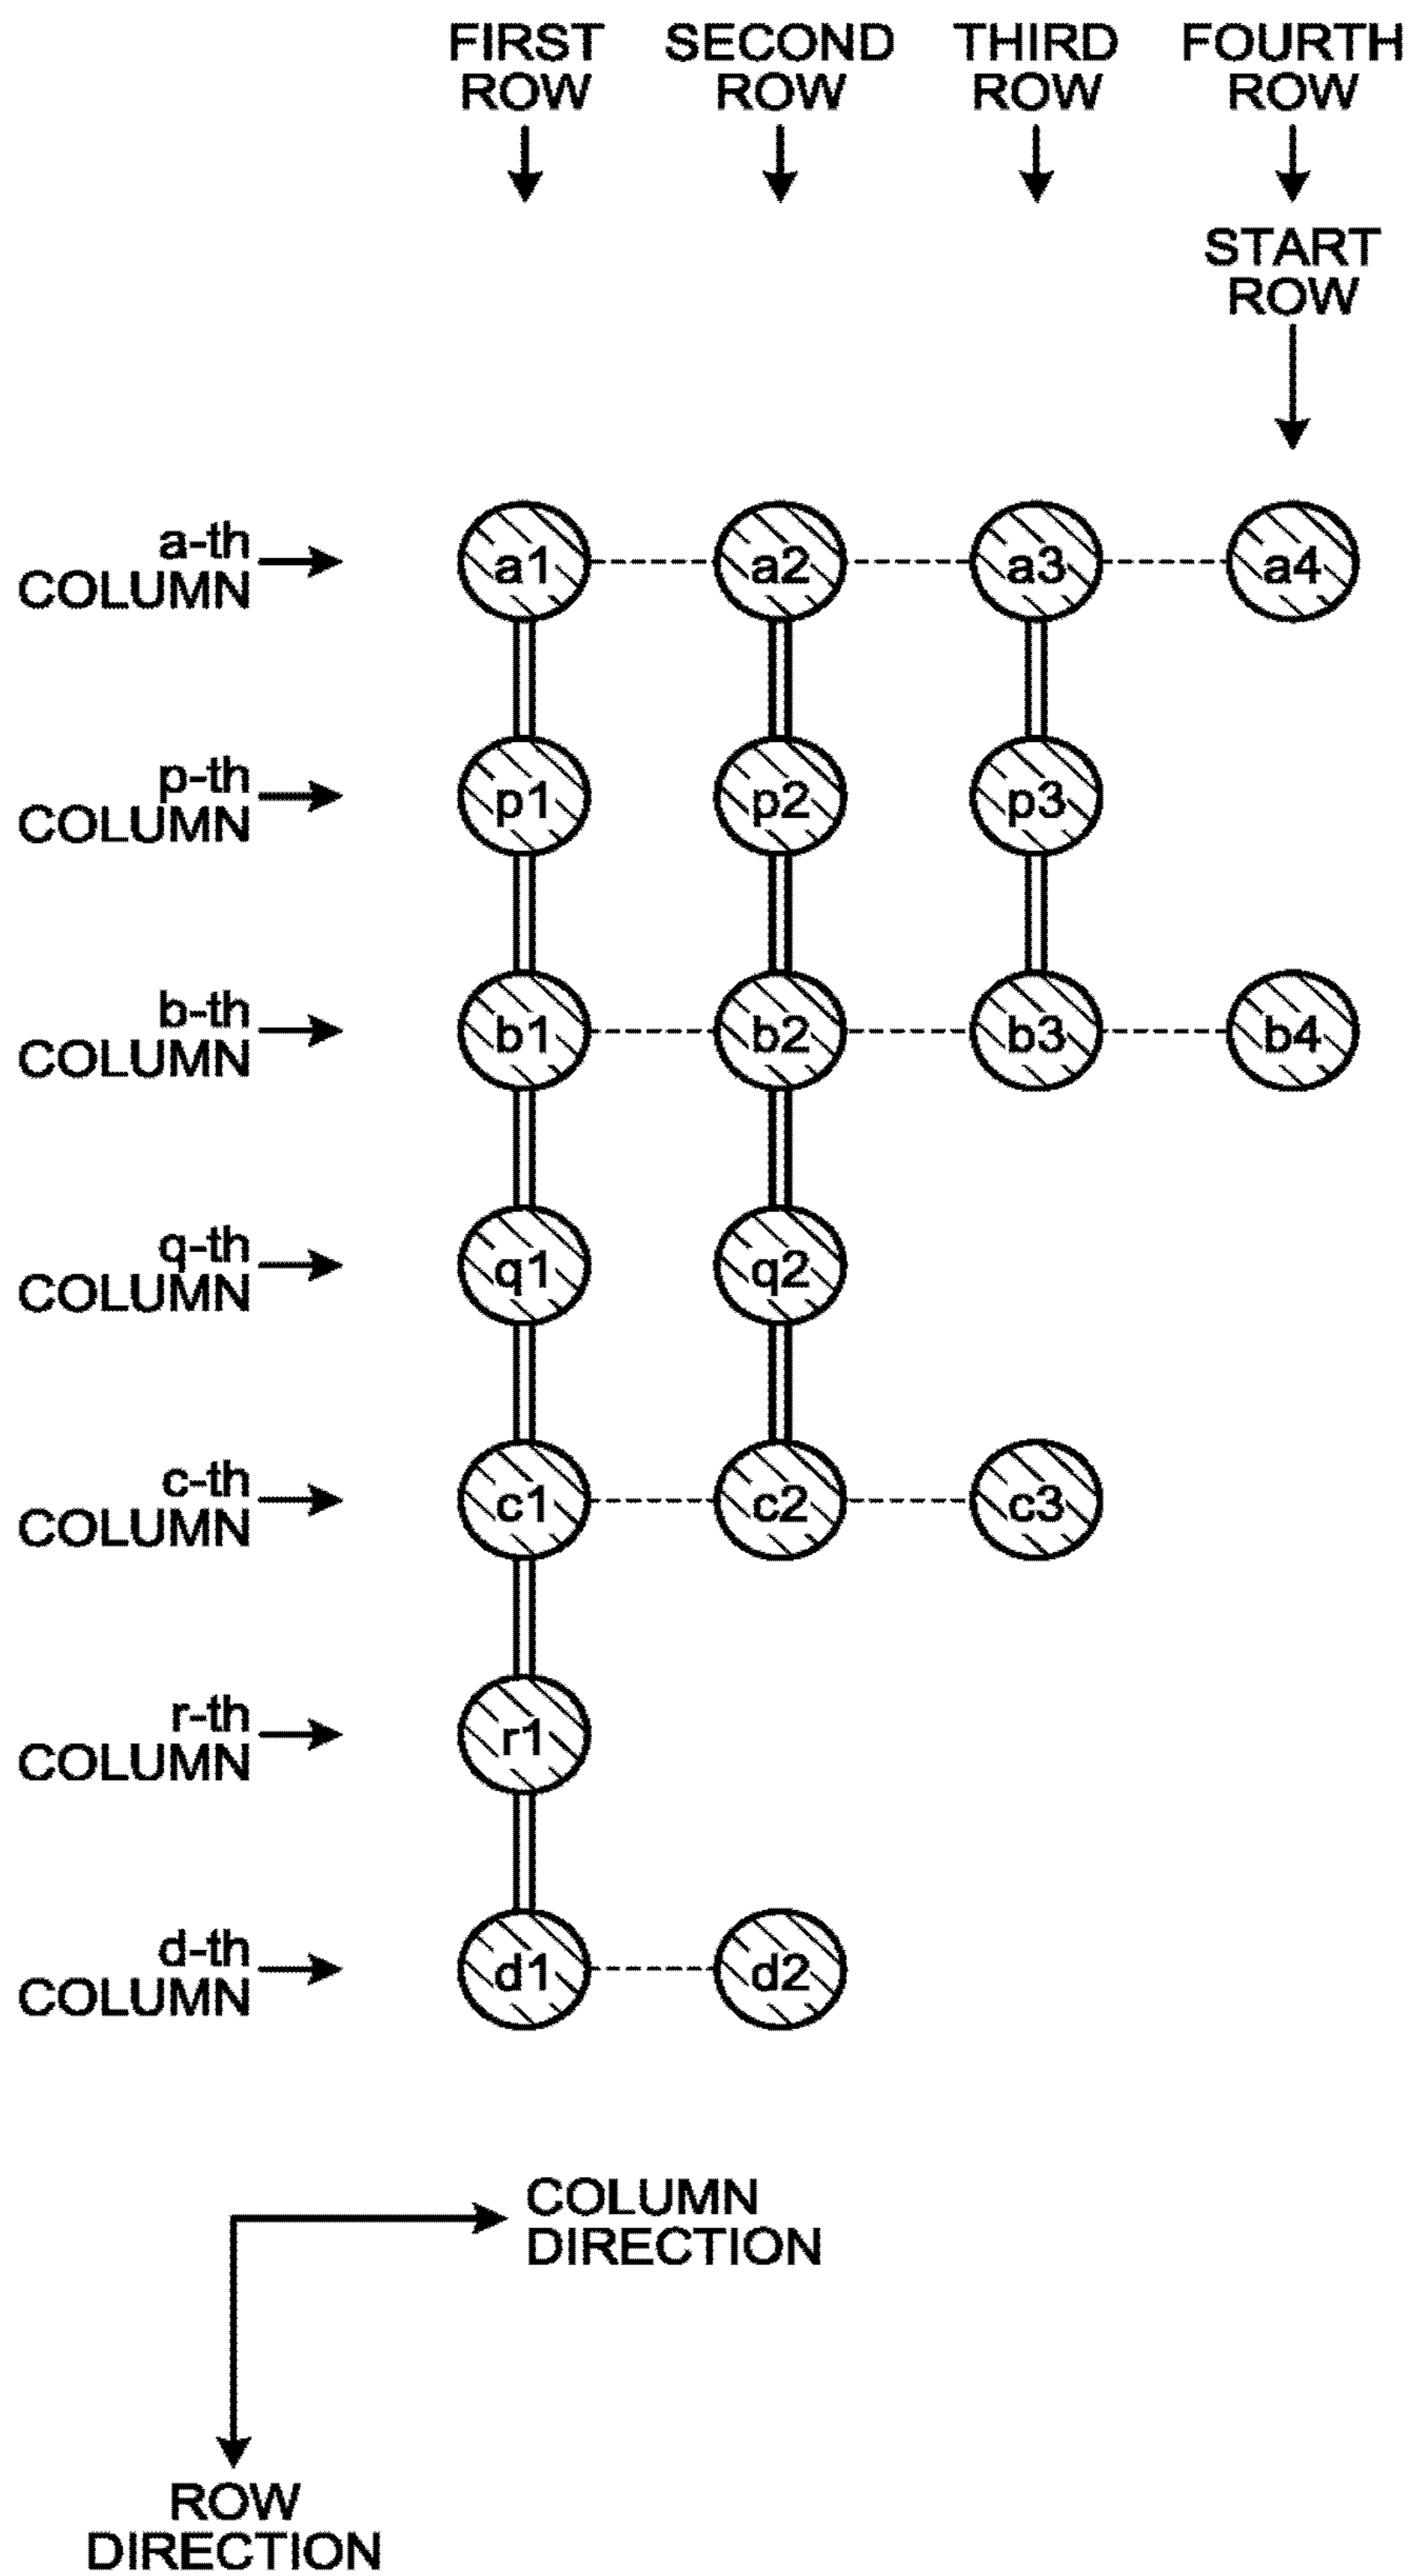 FIRST ROW
SECOND ROW
THIRD ROW
FOURTH ROW
START ROW
a-th COLUMN
a1 a2 a3 a4
p-th COLUMN
p1 p2 p3
b-th COLUMN
b1 b2 b3 b4
q-th COLUMN
q1 q2
c-th COLUMN
c1 c2 c3
r-th COLUMN
r1
d-th COLUMN
d1 d2
COLUMN
DIRECTION
ROW
DIRECTION